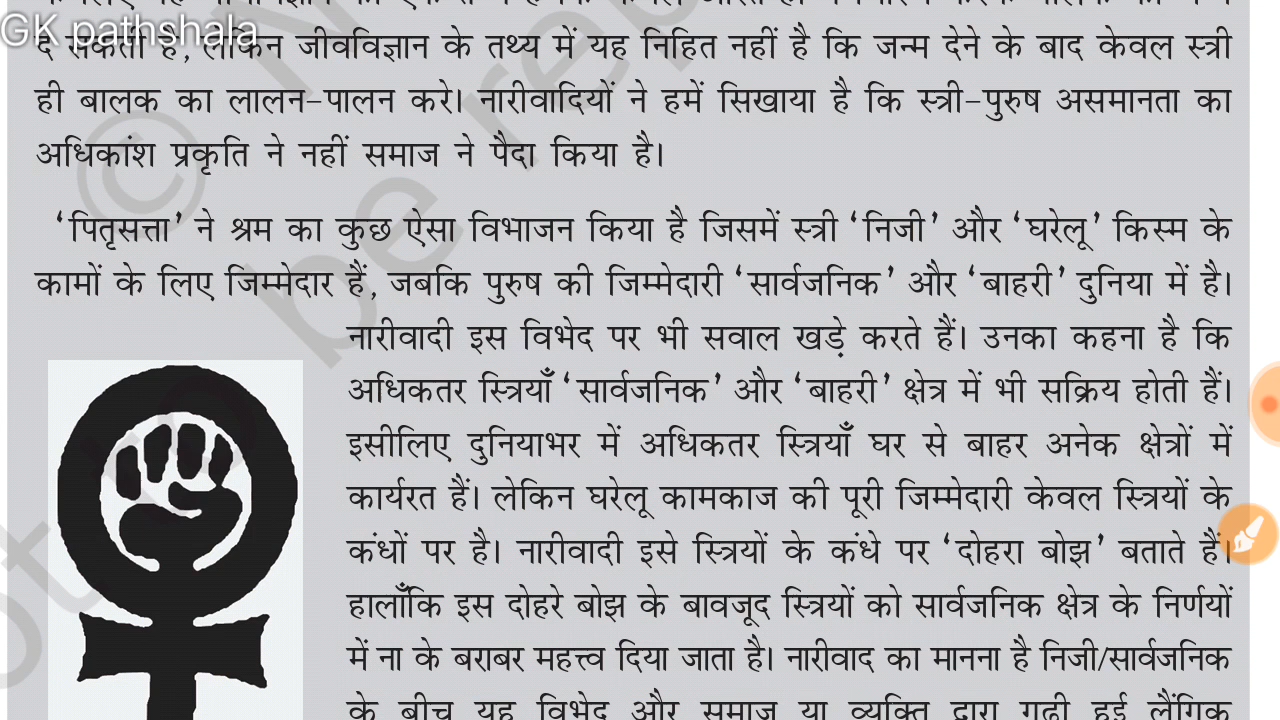 GK pathshala
दे सकती है, लेकिन जीवविज्ञान के तथ्य में यह निहित नहीं है कि जन्म देने के बाद केवल स्त्री
ही बालक का लालन-पालन करे। नारीवादियों ने हमें सिखाया है कि स्त्री-पुरुष असमानता का
अधिकांश प्रकृति ने नहीं समाज ने पैदा किया है।
‘पितृसत्ता’ ने श्रम का कुछ ऐसा विभाजन किया है जिसमें स्त्री ‘निजी’ और ‘घरेलू’ किस्म के
कामों के लिए जिम्मेदार हैं, जबकि पुरुष की जिम्मेदारी ‘सार्वजनिक’ और ‘बाहरी’ दुनिया में है।
नारीवादी इस विभेद पर भी सवाल खड़े करते हैं। उनका कहना है कि
अधिकतर स्त्रियाँ ‘सार्वजनिक’ और ‘बाहरी’ क्षेत्र में भी सक्रिय होती हैं।
इसीलिए दुनियाभर में अधिकतर स्त्रियाँ घर से बाहर अनेक क्षेत्रों में
कार्यरत हैं। लेकिन घरेलू कामकाज की पूरी जिम्मेदारी केवल स्त्रियों के
कंधों पर है। नारीवादी इसे स्त्रियों के कंधे पर ‘दोहरा बोझ’ बताते हैं।
हालाँकि इस दोहरे बोझ के बावजूद स्त्रियों को सार्वजनिक क्षेत्र के निर्णयों
में ना के बराबर महत्त्व दिया जाता है। नारीवाद का मानना है निजी/सार्वजनिक
के बीच यह विभेद और समाज या व्यक्ति द्वारा गढ़ी हुई लैंगिक